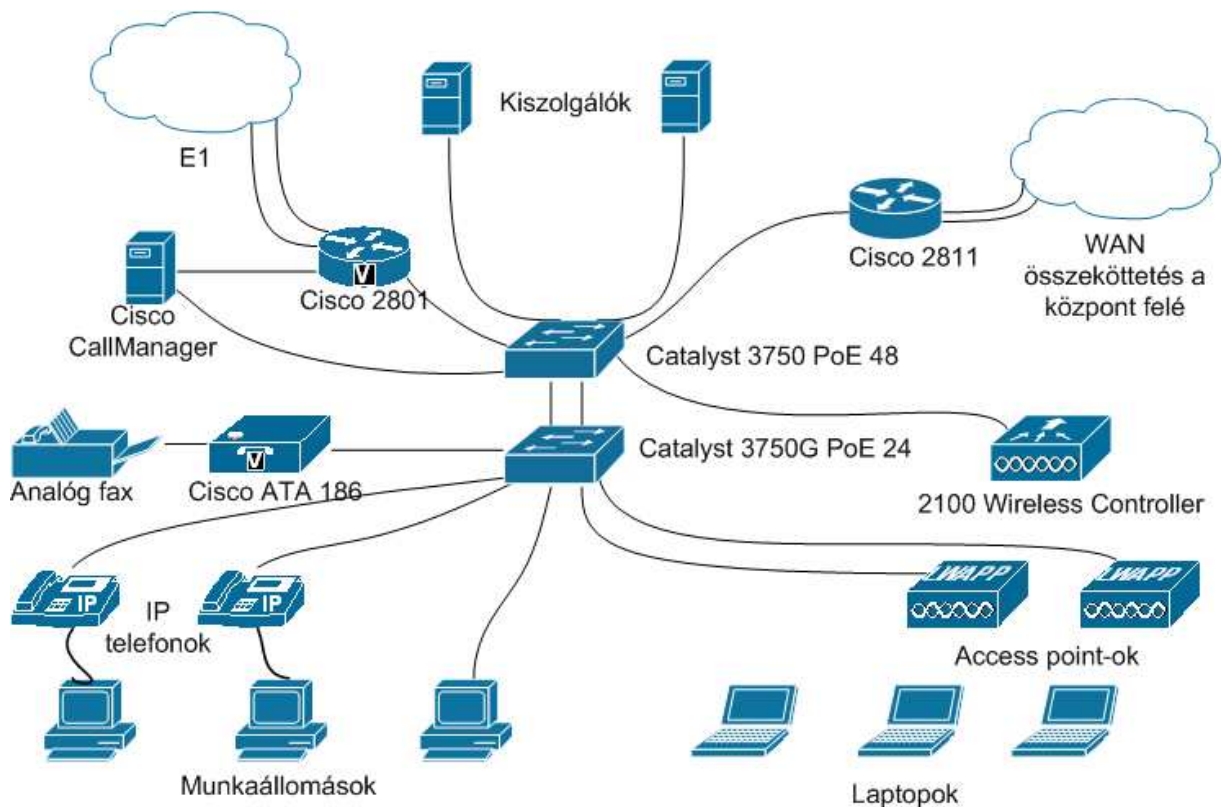 E1
Kiszolgálók
Cisco 2811
WAN
összeköttetés a
központ felé
V
Cisco 2801
Cisco
CallManager
Catalyst 3750 PoE 48
Catalyst 3750G PoE 24
V
Analóg fax
Cisco ATA 186
2100 Wireless Controller
IP
IP
IP
telefonok
LWAPP
LWAPP
Access point-ok
Munkaállomások
Laptopok